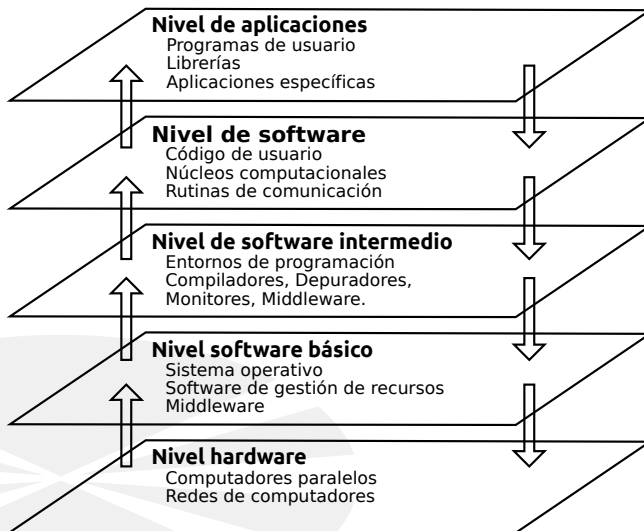 Nivel de aplicaciones
Programas de usuario
Librerías
Aplicaciones específicas
Nivel de software
Código de usuario
Núcleos computacionales
Rutinas de comunicación
Nivel de software intermedio
Entornos de programación
Compiladores, Depuradores,
Monitores, Middleware.
Nivel software básico
Sistema operativo
Software de gestión de recursos
Middleware
Nivel hardware
Computadores paralelos
Redes de computadores